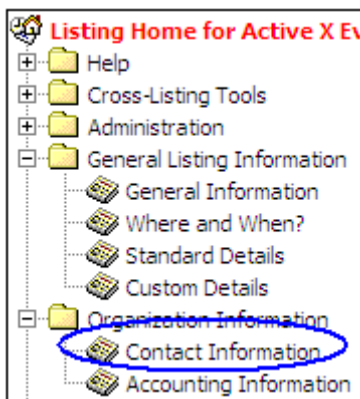 Listing Home for Active X Ev
Help
Cross-Listing Tools
Administration
General Listing Information
General Information
Where and When?
Standard Details
Custom Details
Organization Information
Contact Information
Accounting Information